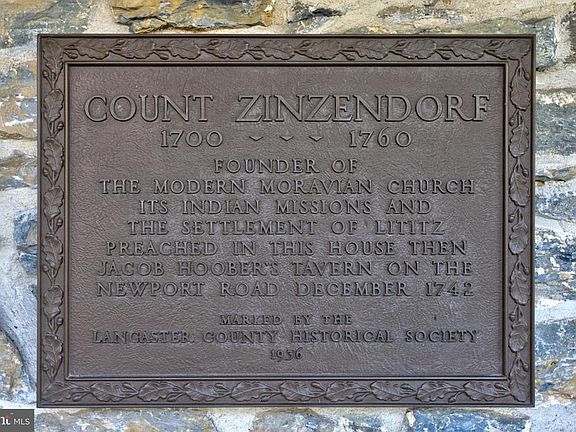 COUNT ZINZENDORF
1700 ~ ~ ~ 1760
FOUNDER OF
THE MODERN MORAVIAN CHURCH
ITS INDIAN MISSIONS AND
THE SETTLEMENT OF LITITZ
PREACHED IN THIS HOUSE THEN
JACOB HOOBER'S TAVERN ON THE
NEWPORT ROAD DECEMBER 1742
MARKED BY THE
LANCASTER COUNTY HISTORICAL SOCIETY
1936
MLS